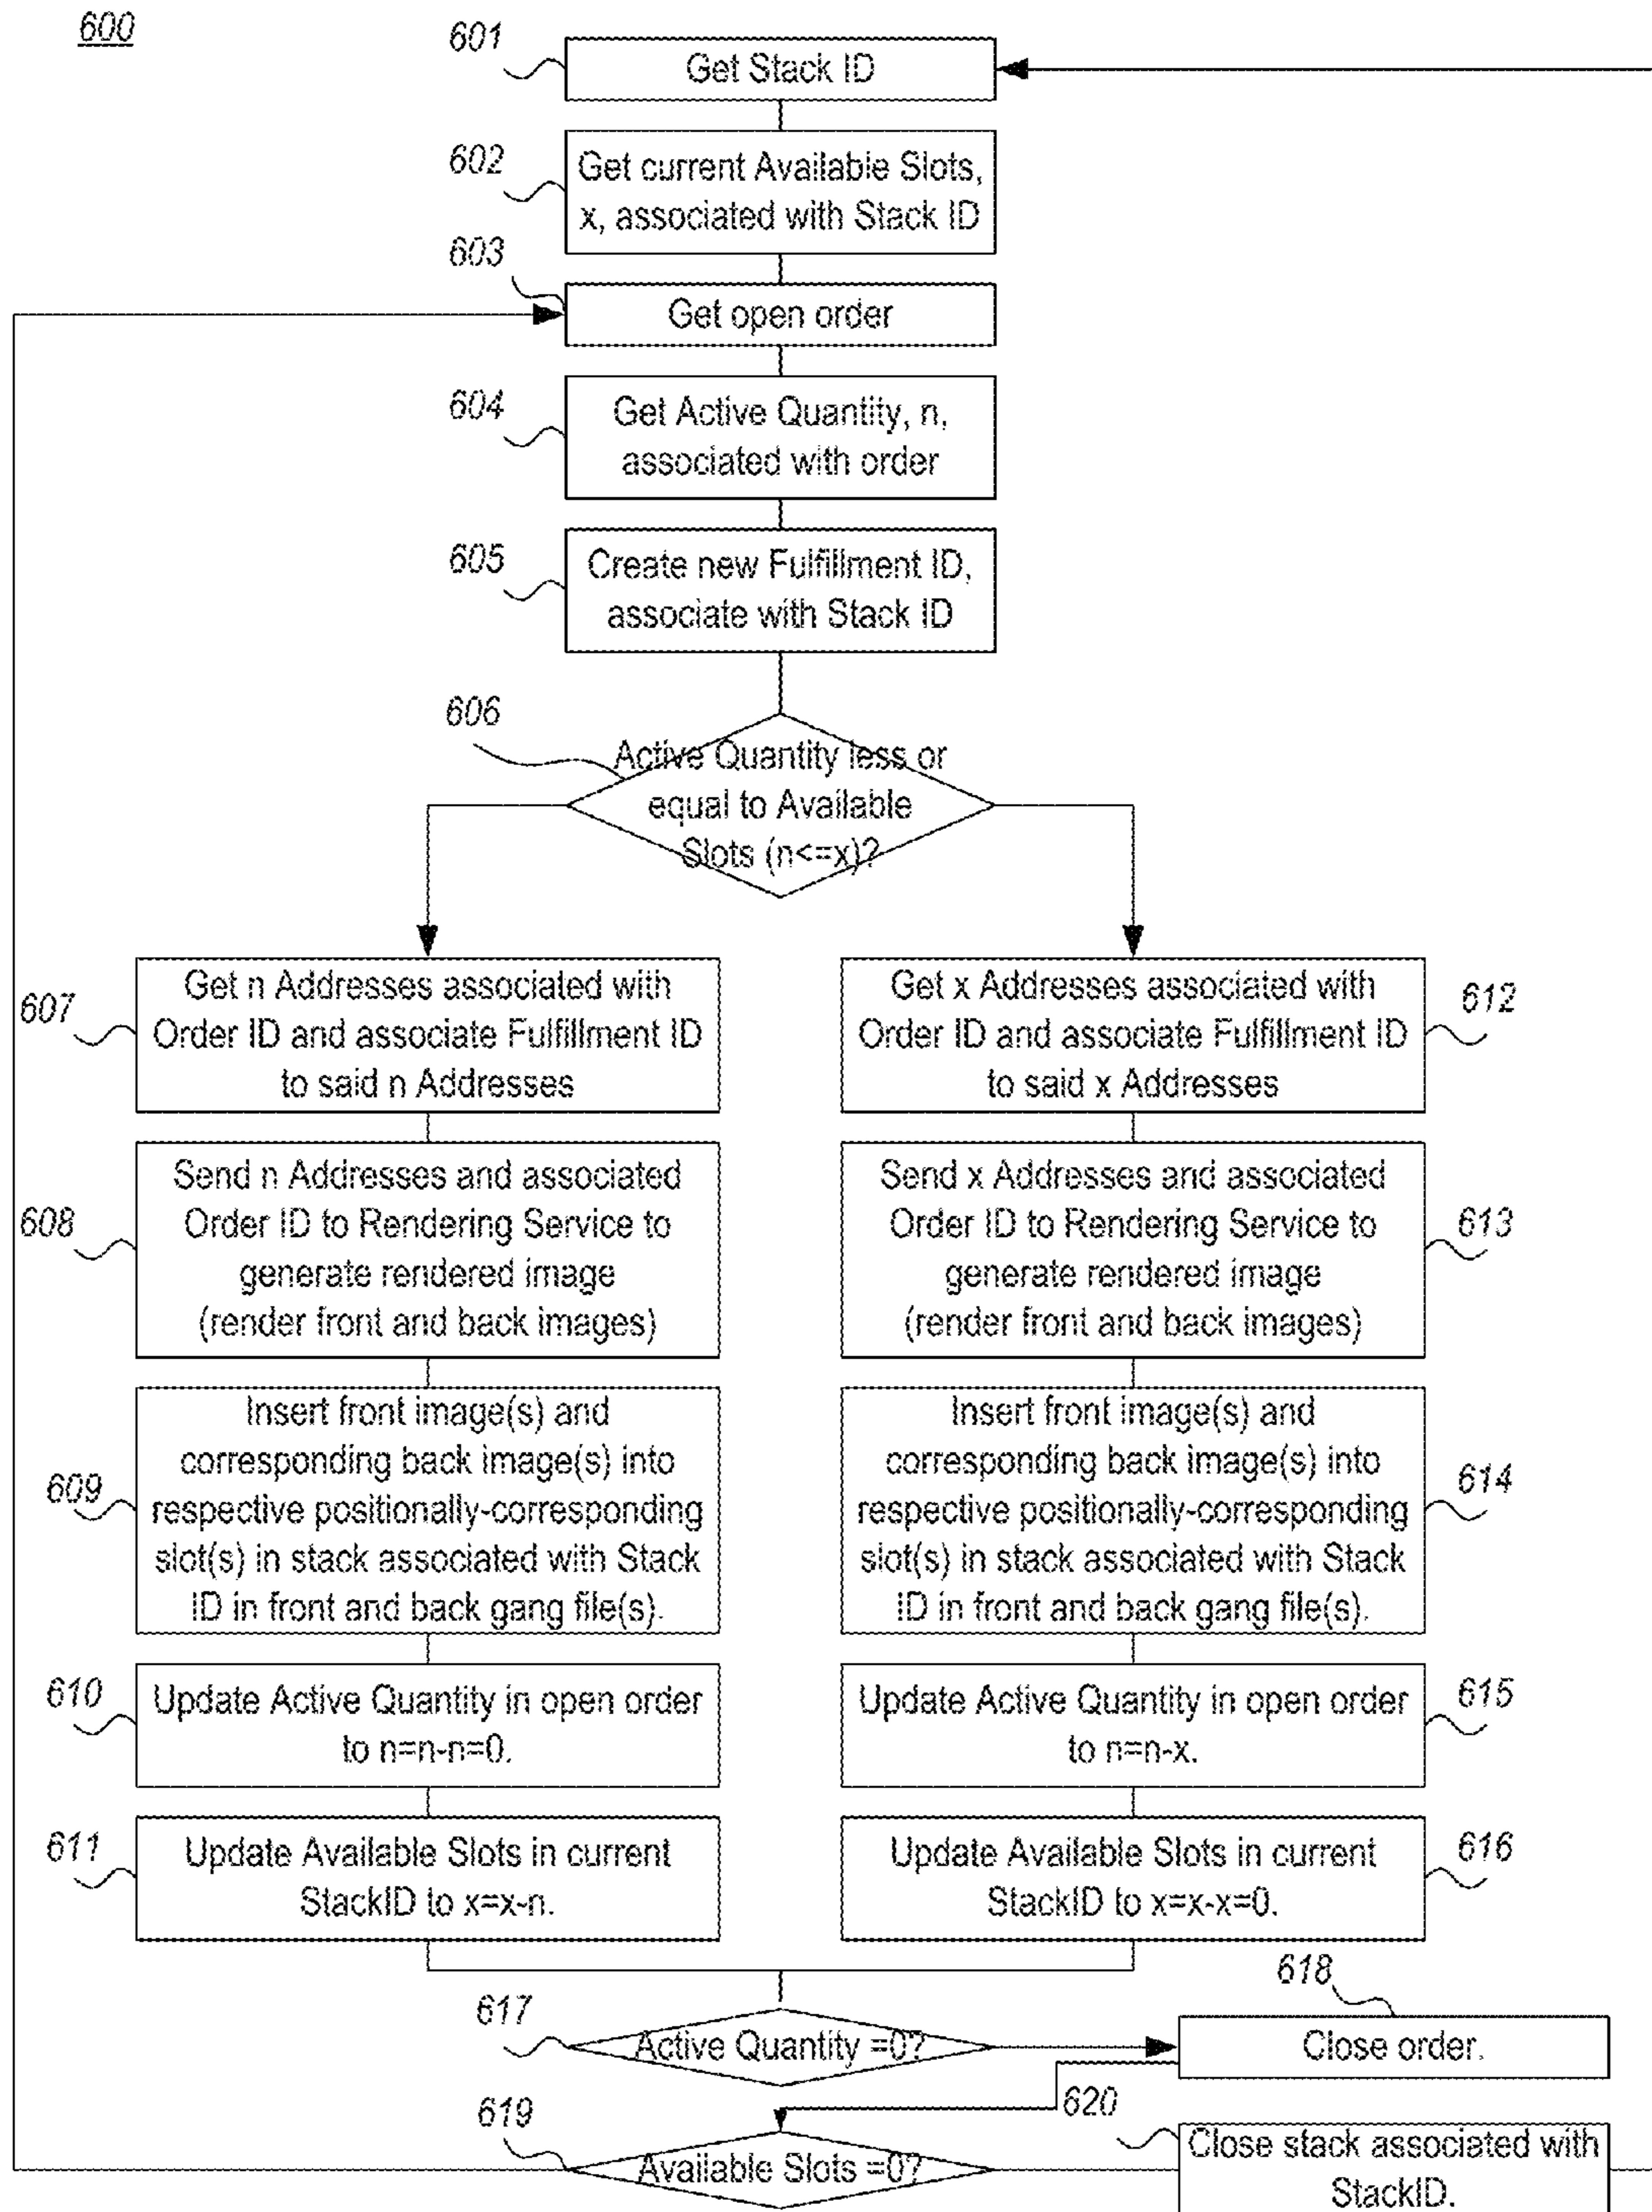 600
601
Get Stack ID
602
Get current Available Slots,
x, associated with Stack ID
603
Get open order
604
Get Active Quantity, n,
associated with order
605
Create new Fulfillment ID,
associate with Stack ID
606
Active Quantity less or
equal to Available
Slots (n<=x)?
607
Get n Addresses associated with
Order ID and associate Fulfillment ID
to said n Addresses
612
Get x Addresses associated with
Order ID and associate Fulfillment ID
to said x Addresses
608
Send n Addresses and associated
Order ID to Rendering Service to
generate rendered image
(render front and back images)
613
Send x Addresses and associated
Order ID to Rendering Service to
generate rendered image
(render front and back images)
609
Insert front image(s) and
corresponding back image(s) into
respective positionally-corresponding
slot(s) in stack associated with Stack
ID in front and back gang file(s).
614
Insert front image(s) and
corresponding back image(s) into
respective positionally-corresponding
slot(s) in stack associated with Stack
ID in front and back gang file(s).
610
Update Active Quantity in open order
to n=n-n=0.
615
Update Active Quantity in open order
to n=n-x.
611
Update Available Slots in current
StackID to x=x-n.
616
Update Available Slots in current
StackID to x=x-x=0.
617
Active Quantity =0?
618
Close order.
619
Available Slots =0?
620
Close stack associated with
StackID.